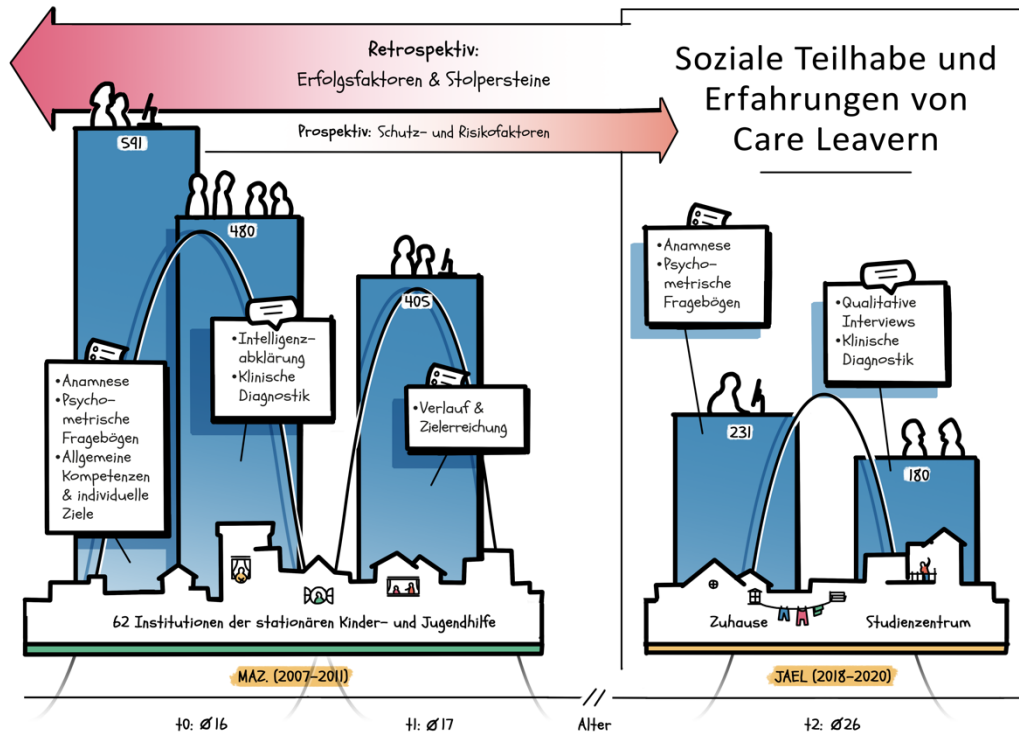 Retrospektiv:
Erfolgsfaktoren & Stolpersteine
Prospektiv: Schutz- und Risikofaktoren
Soziale Teilhabe und
Erfahrungen von
Care Leavern
591
480
405
231
180
• Anamnese
• Psycho-
metrische
Fragebögen
• Allgemeine
Kompetenzen
& individuelle
Ziele
• Intelligenz-
abklärung
• Klinische
Diagnostik
• Verlauf &
Zielerreichung
• Anamnese
• Psycho-
metrische
Fragebögen
• Qualitative
Interviews
• Klinische
Diagnostik
62 Institutionen der stationären Kinder- und Jugendhilfe
Zuhause
Studienzentrum
MAZ. (2007–2011)
JAEL (2018–2020)
t0: Ø 16
t1: Ø 17
Alter
t2: Ø 26